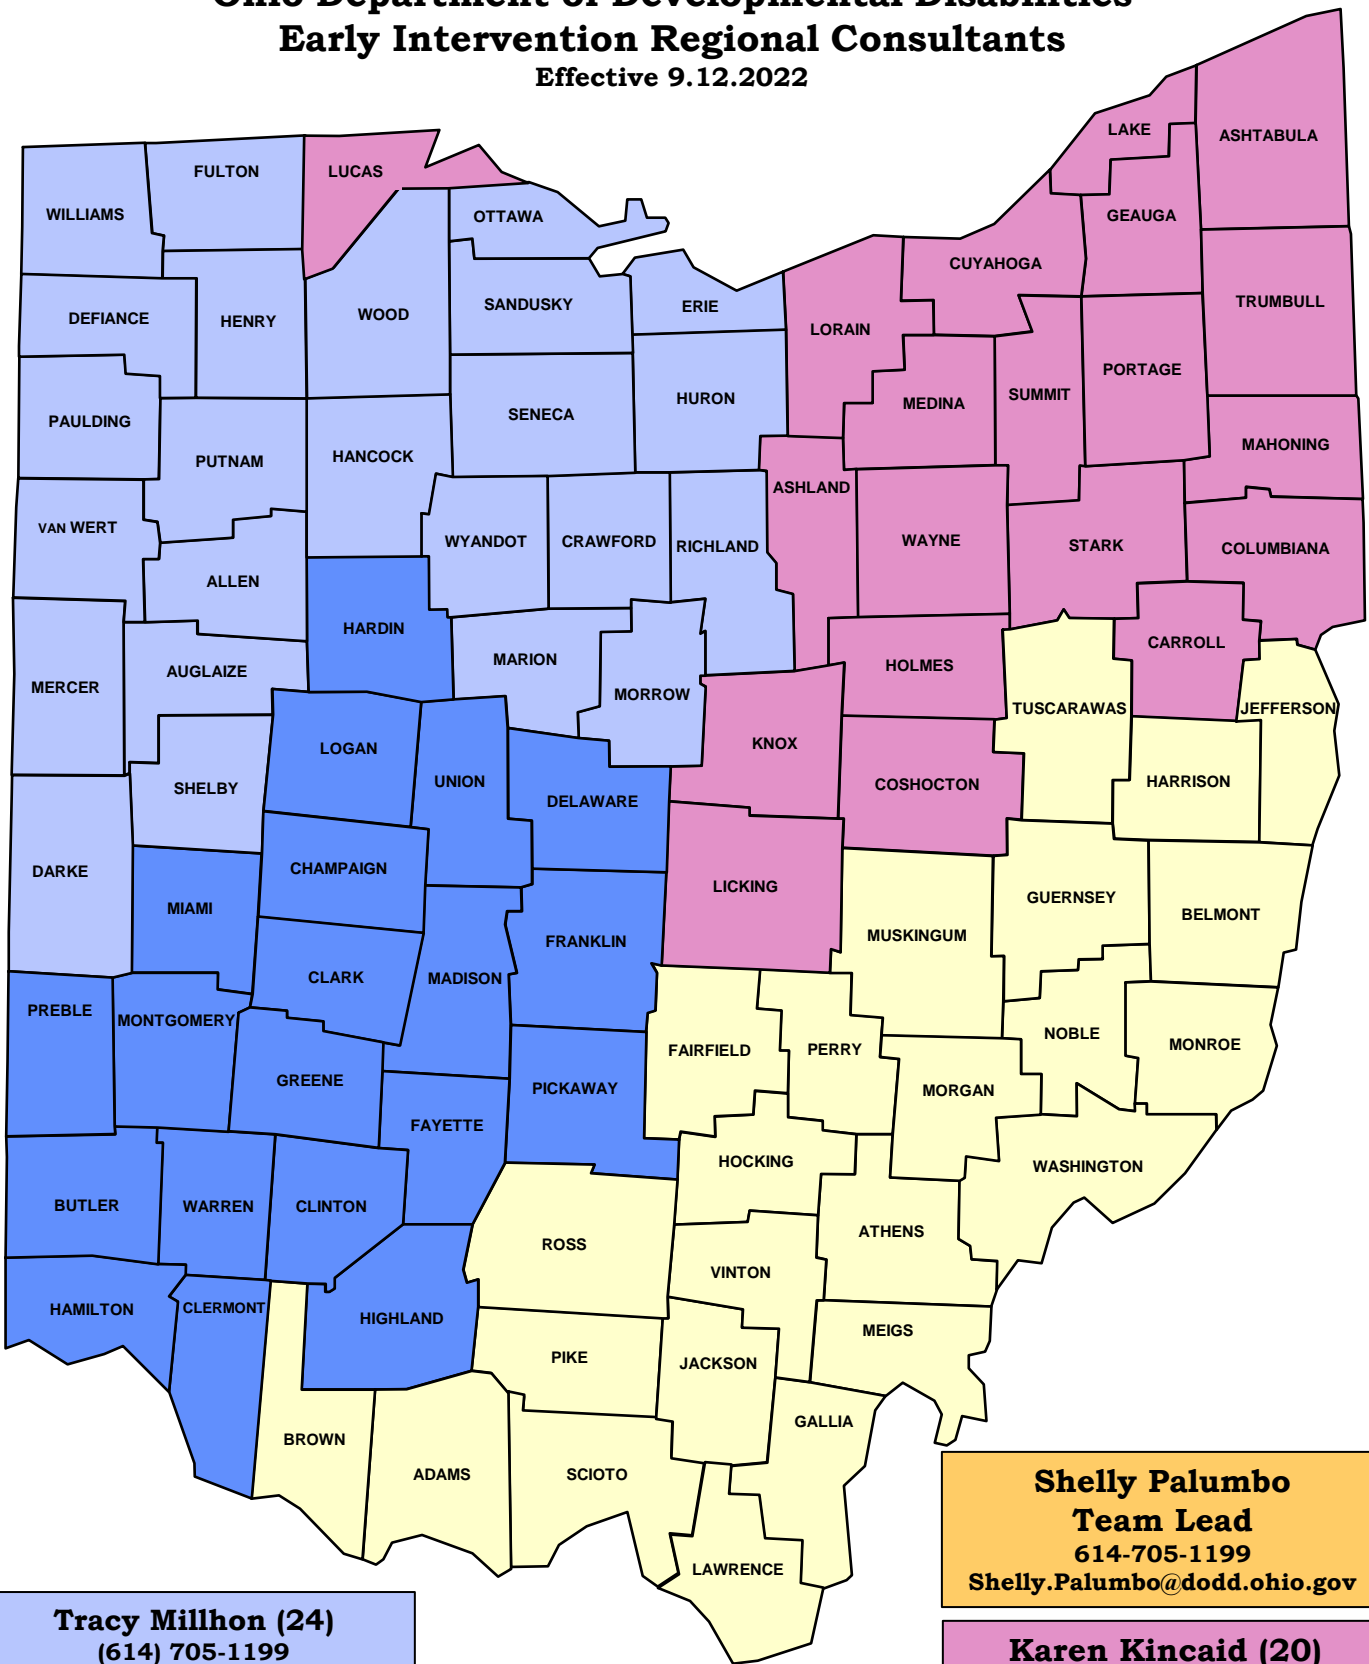 Ohio Department of Developmental Disabilities
Early Intervention Regional Consultants
Effective 9.12.2022
LAKE
ASHTABULA
FULTON
LUCAS
WILLIAMS
OTTAWA
GEAUGA
CUYAHOGA
DEFIANCE
HENRY
WOOD
SANDUSKY
ERIE
LORAIN
TRUMBULL
PAULDING
SENECA
HURON
MEDINA
SUMMIT
PORTAGE
PUTNAM
HANCOCK
MAHONING
ASHLAND
VAN WERT
WYANDOT
CRAWFORD
RICHLAND
WAYNE
STARK
COLUMBIANA
ALLEN
HARDIN
MERCER
AUGLAIZE
MARION
MORROW
HOLMES
CARROLL
TUSCARAWAS
JEFFERSON
LOGAN
UNION
KNOX
COSHOCTON
HARRISON
SHELBY
DELAWARE
DARKE
CHAMPAIGN
LICKING
GUERNSEY
BELMONT
MIAMI
FRANKLIN
MUSKINGUM
CLARK
MADISON
PREBLE
MONTGOMERY
FAIRFIELD
PERRY
NOBLE
MONROE
GREENE
PICKAWAY
MORGAN
FAYETTE
HOCKING
WASHINGTON
BUTLER
WARREN
CLINTON
ROSS
ATHENS
VINTON
HAMILTON
CLERMONT
HIGHLAND
MEIGS
PIKE
JACKSON
GALLIA
BROWN
ADAMS
SCIOTO
LAWRENCE
Shelly Palumbo
Team Lead
614-705-1199
Shelly.Palumbo@dodd.ohio.gov
Tracy Millhon (24)
(614) 705-1199
Karen Kincaid (20)